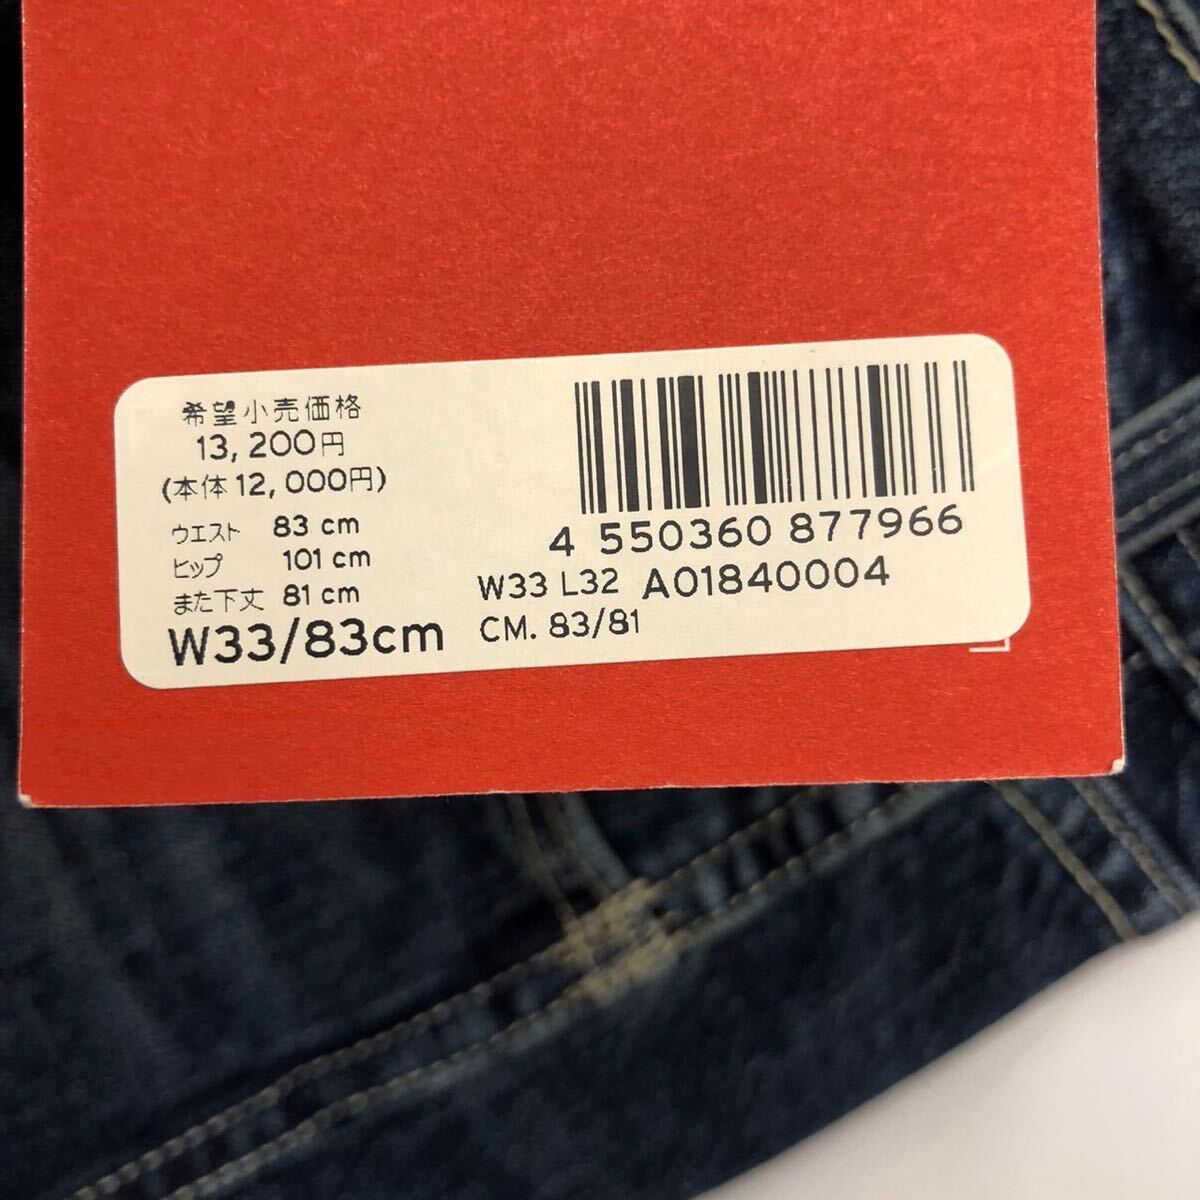 希望小売価格
13,200円
(本体12,000円)
ウエスト 83 cm
ヒップ 101 cm
また下丈 81 cm
W33/83cm
4 550360 877966
W33 L32 A01840004
CM. 83/81